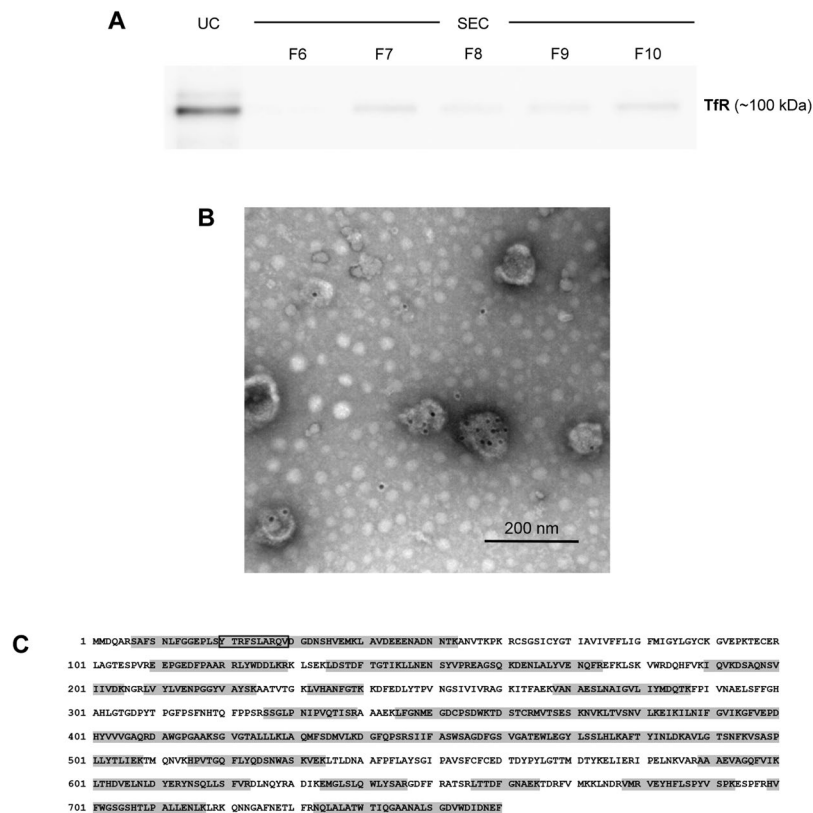 A
UC SEC
F6 F7 F8 F9 F10
TfR (~100 kDa)
B
200 nm
C
1 MMDQARSAFS NLFGGEPLSY TRFSLARQVD GDNSHVEMKL AVDEEENADN NTKANVTKPK RCSGSICYGT IAVIVFFLIG FMIGYLGYCK GVEPKTECER
101 LAGTESPVRE EPGEDFPAAR RLYWDDLKRK LSEKLDSTDF TGTIKLLNEN SYVPREAGSQ KDENLALYVE NQFREFKLSK VWRDQHFVKI QVKDSAQNSV
201 IIVDKNGRLV YLVENPGGYV AYSKAATVTG KLVHANFGTK KDFEDLYTPV NGSIVIVRAG KITFAEKVAN AESLNAIGVL IYMDQTKFPI VNAELSFFGH
301 AHLGTGDPYT PGFPSFNHTQ FPPSRSSGLP NIPVQTISRA AAEKLFGNME GDCPSDWKTD STCRMVTSES KNVKLTVSNV LKEIKILNIF GVIKGFVEPD
401 HYVVVGAQRD AWGPGAAKSG VGTALLLKLA QMFSDMVLKD GFQPSRSIIF ASWSAGDFGS VGATEWLEGY LSSLHLKAFT YINLDKAVLG TSNFKVSASP
501 LLYTLIEKTM QNVKHPVTGQ FLYQDSNWAS KVEKLTLDNA AFPFLAYSGI PAVSFCFCED TDYPYLGTTM DTYKELIERI PELNKVARAA AEVAGQFVIK
601 LTHDVELNLD YERYNSQLLS FVRDLNQYRA DIKEMGLSLQ WLYSARGDFF RATSRLTTDF GNAEKTDRFV MKKLNDRVMR VEYHFLSPYV SPKESPFRHV
701 FWGSGSHTLP ALLENLKLRK QNNGAFNETL FRNQLALATW TIQGAANALS GDVWDIDNEF